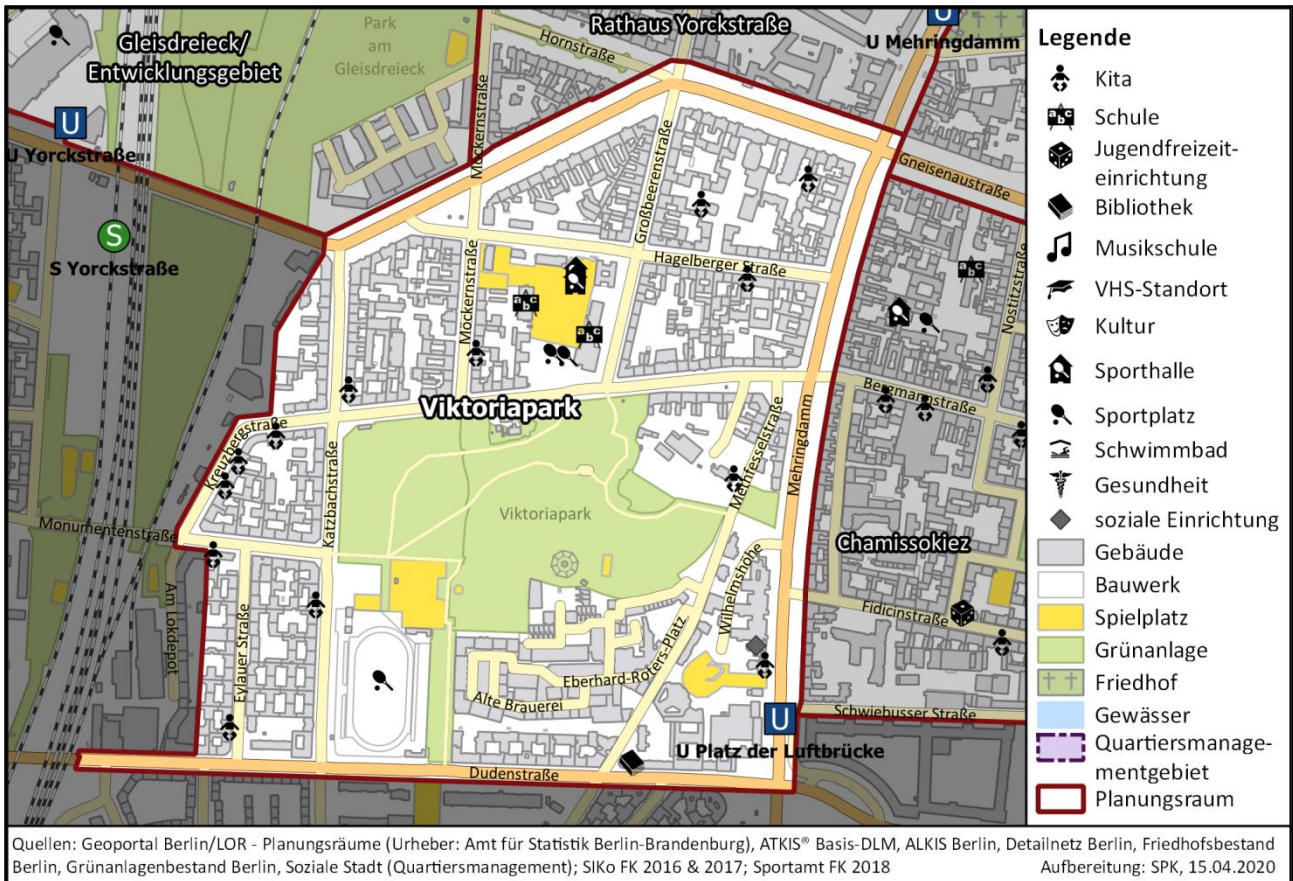 Gleisdreieck/
Entwicklungsgebiet
Park
am
Gleisdreieck
Rathaus Yorckstraße
Hornstraße
U
U Mehringdamm
U
U Yorckstraße
Möckernstraße
Großbeerenstraße
Gneisenaustraße
S
S Yorckstraße
Hagelberger Straße
Möckernstraße
abc
abc
abc
Nostitzstraße
Bergmannstraße
Viktoriapark
Kreuzbergstraße
Katzbachstraße
Methfesselstraße
Mehringdamm
Viktoriapark
Monumentenstraße
Chamissokiez
Wilhelmshöhe
Am Lokdepot
Eylauer Straße
Fidicinstraße
Eberhard-Roters-Platz
Alte Brauerei
Schwiebusser Straße
U
U Platz der Luftbrücke
Dudenstraße
Legende
Kita
abc
Schule
Jugendfreizeit-
einrichtung
Bibliothek
Musikschule
VHS-Standort
Kultur
Sporthalle
Sportplatz
Schwimmbad
Gesundheit
soziale Einrichtung
Gebäude
Bauwerk
Spielplatz
Grünanlage
Friedhof
Gewässer
Quartiersmanage-
mentgebiet
Planungsraum
Quellen: Geoportal Berlin/LOR - Planungsräume (Urheber: Amt für Statistik Berlin-Brandenburg), ATKIS® Basis-DLM, ALKIS Berlin, Detailnetz Berlin, Friedhofsbestand
Berlin, Grünanlagenbestand Berlin, Soziale Stadt (Quartiersmanagement); SIKo FK 2016 & 2017; Sportamt FK 2018 Aufbereitung: SPK, 15.04.2020